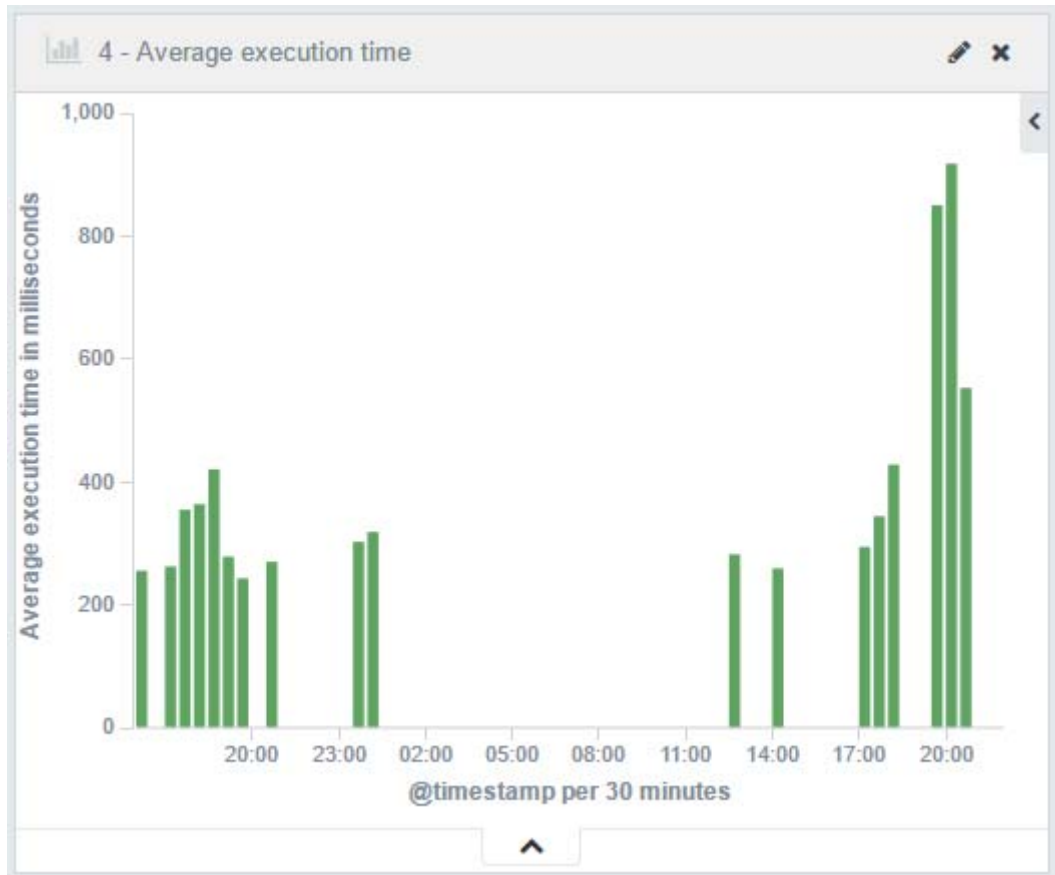 4 - Average execution time
1,000
800
600
400
200
0
Average execution time in milliseconds
20:00 23:00 02:00 05:00 08:00 11:00 14:00 17:00 20:00
@timestamp per 30 minutes